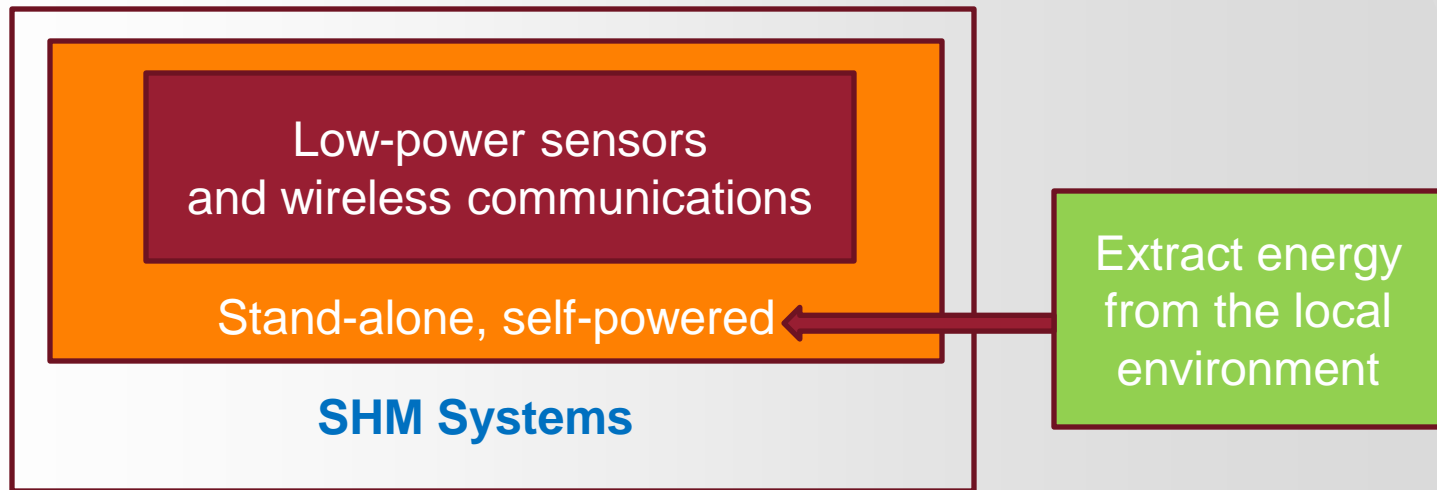 Low-power sensors
and wireless communications
Stand-alone, self-powered
SHM Systems
Extract energy
from the local
environment